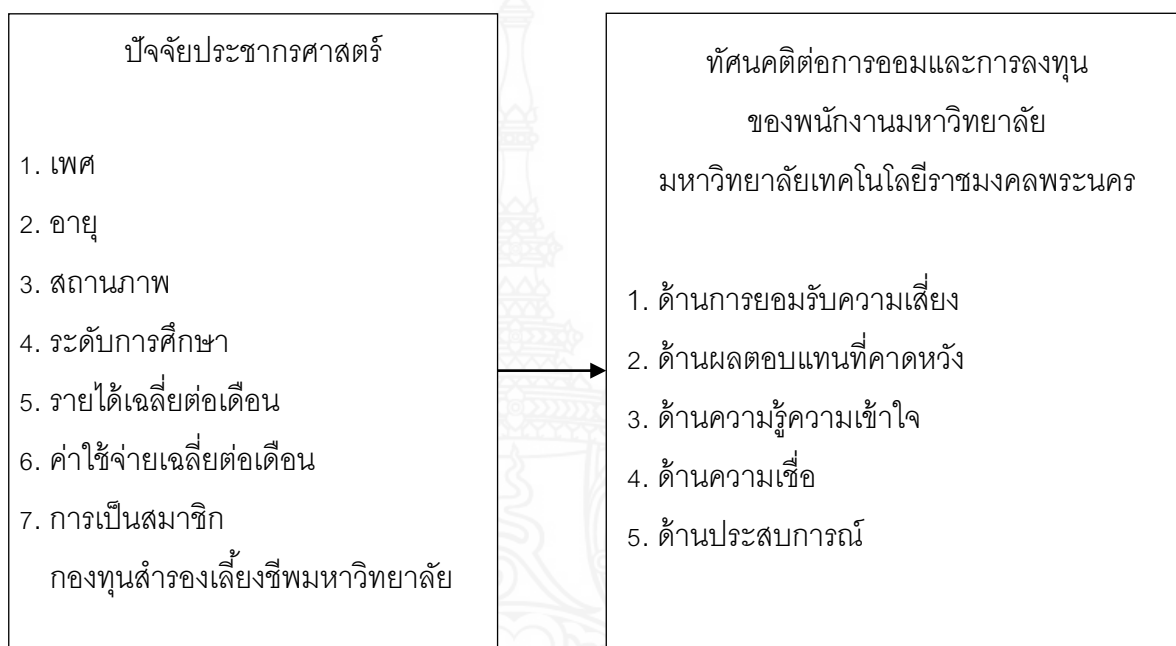 ปัจจัยประชากรศาสตร์
1. เพศ
2. อายุ
3. สถานภาพ
4. ระดับการศึกษา
5. รายได้เฉลี่ยต่อเดือน
6. ค่าใช้จ่ายเฉลี่ยต่อเดือน
7. การเป็นสมาชิก
กองทุนสำรองเลี้ยงชีพมหาวิทยาลัย
ทัศนคติต่อการออมและการลงทุน
ของพนักงานมหาวิทยาลัย
มหาวิทยาลัยเทคโนโลยีราชมงคลพระนคร
1. ด้านการยอมรับความเสี่ยง
2. ด้านผลตอบแทนที่คาดหวัง
3. ด้านความรู้ความเข้าใจ
4. ด้านความเชื่อ
5. ด้านประสบการณ์